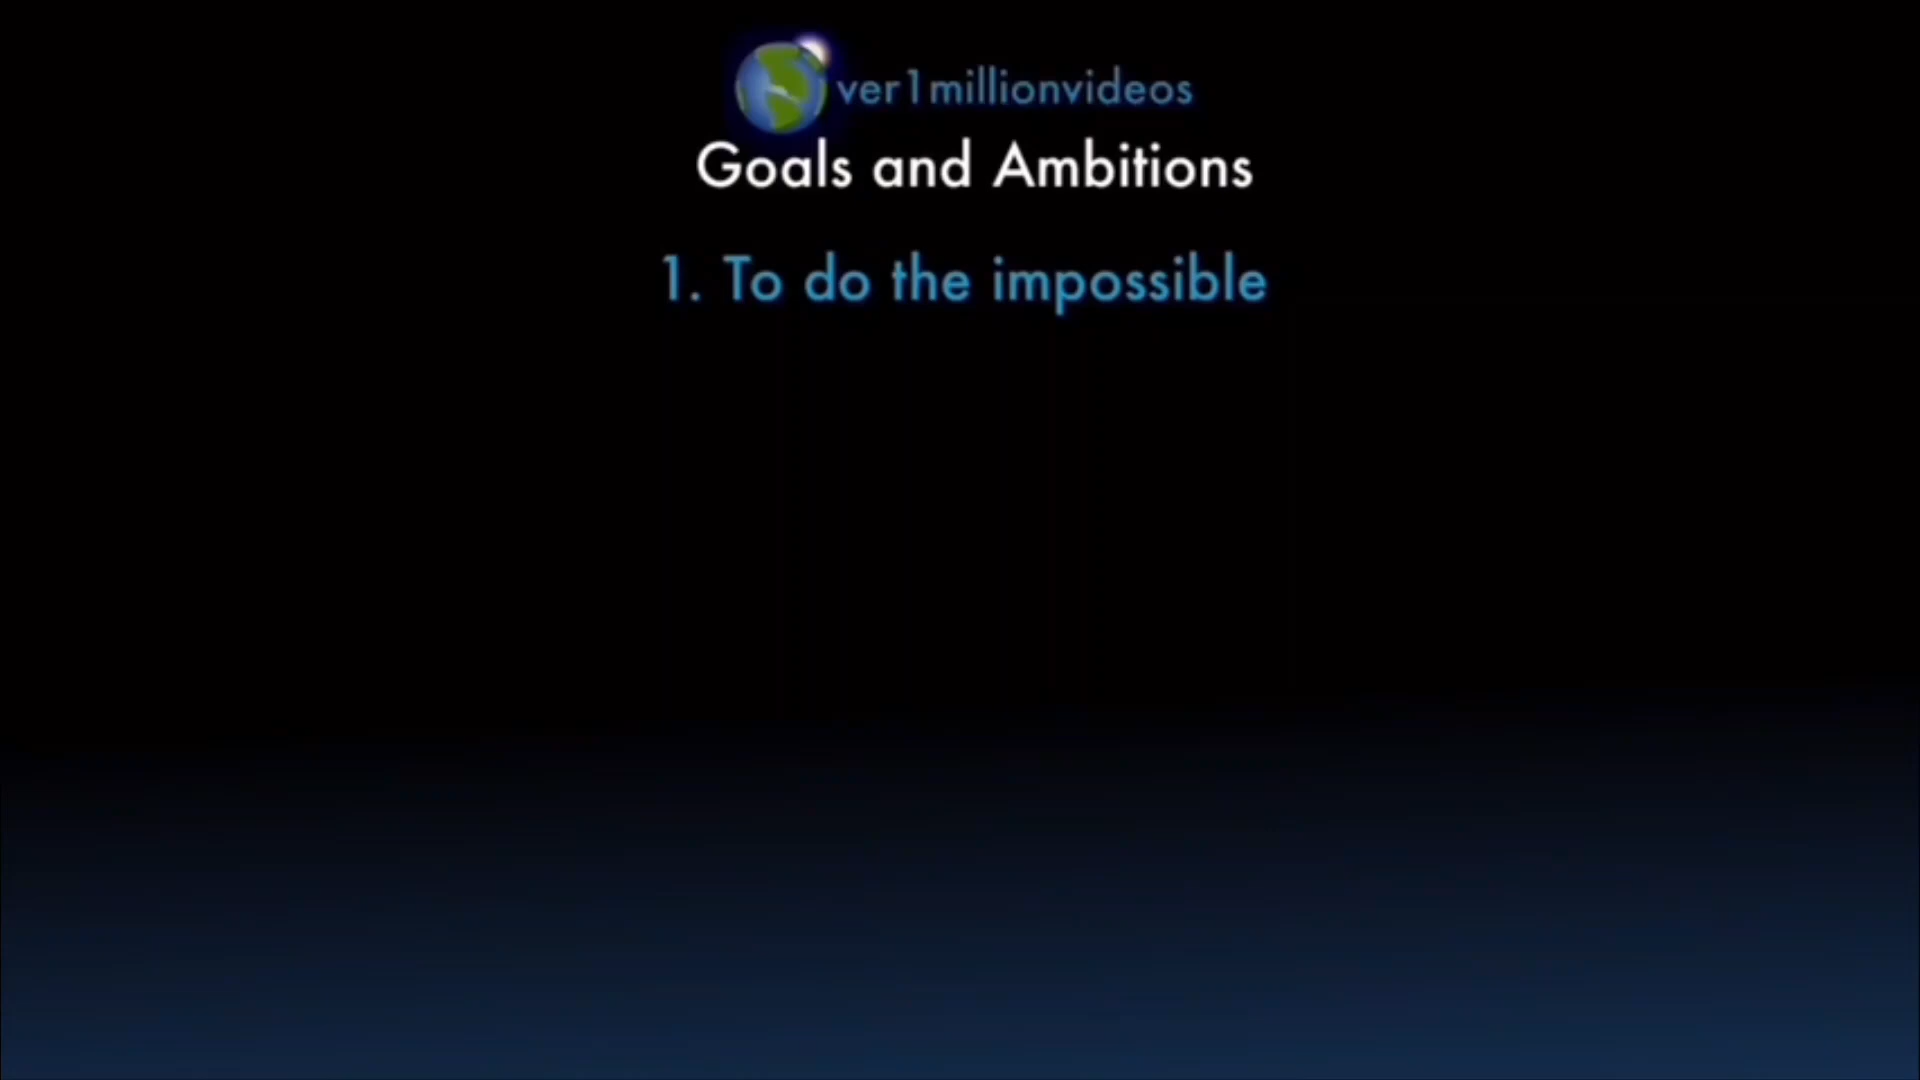 ver1millionvideos
Goals and Ambitions
1. To do the impossible